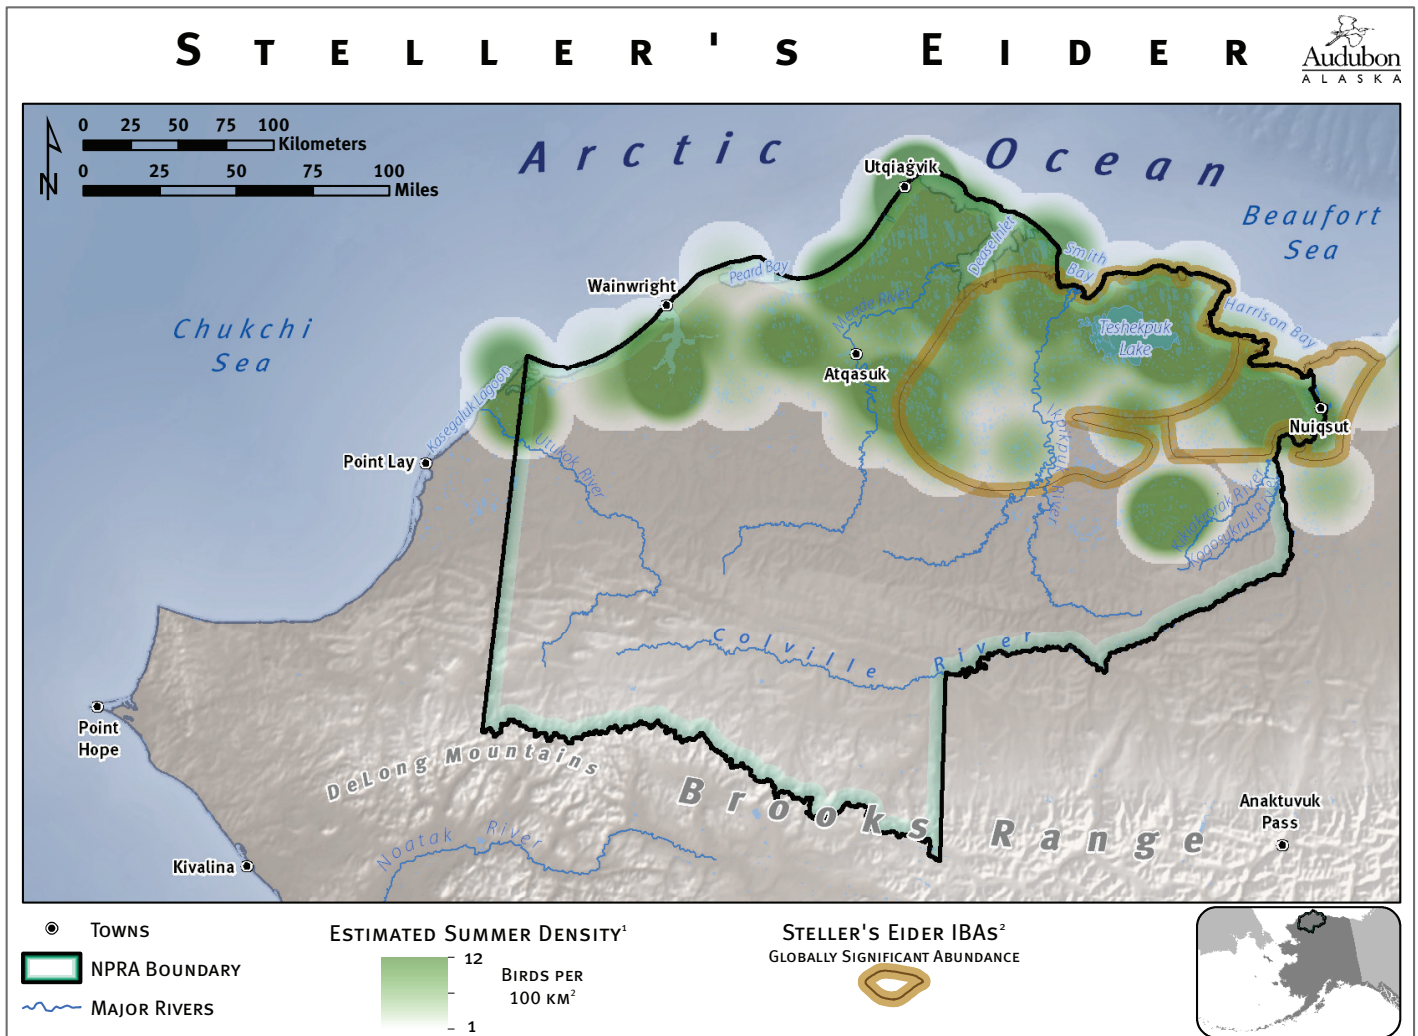 STELLER'S EIDER
Audubon
ALASKA
0 25 50 75 100
Kilometers
0 25 50 75 100
Miles
N
Arctic Ocean
Beaufort
Sea
Chukchi
Sea
Utqiaġvik
Dease Inlet
Smith
Bay
Peard Bay
Wainwright
Meade River
Teshekpuk
Lake
Harrison Bay
Atqasuk
Kasegaluk Lagoon
Nuiqsut
Point Lay
Utukok River
Ikpikpuk River
Kikiakrorak River
Kogosukruk River
Colville River
Point
Hope
DeLong Mountains
Brooks Range
Anaktuvuk
Pass
Noatak River
Kivalina
TOWNS
NPRA BOUNDARY
MAJOR RIVERS
ESTIMATED SUMMER DENSITY¹
12
BIRDS PER
100 KM²
1
STELLER'S EIDER IBAS²
GLOBALLY SIGNIFICANT ABUNDANCE